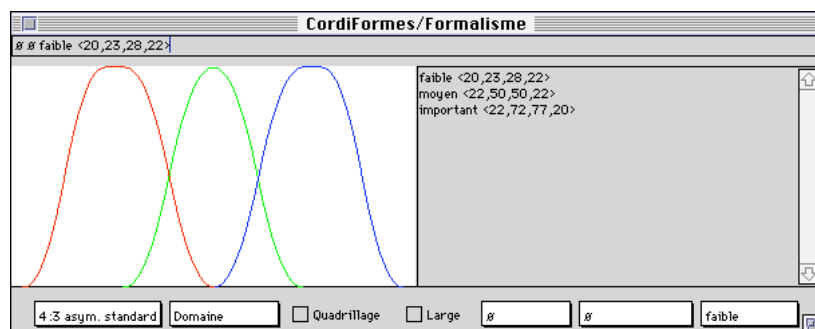 CordiFormes/Formalisme
ø ø faible <20,23,28,22>
faible <20,23,28,22>
moyen <22,50,50,22>
important <22,72,77,20>
4:3 asym. standard Domaine Quadrillage Large ø ø faible